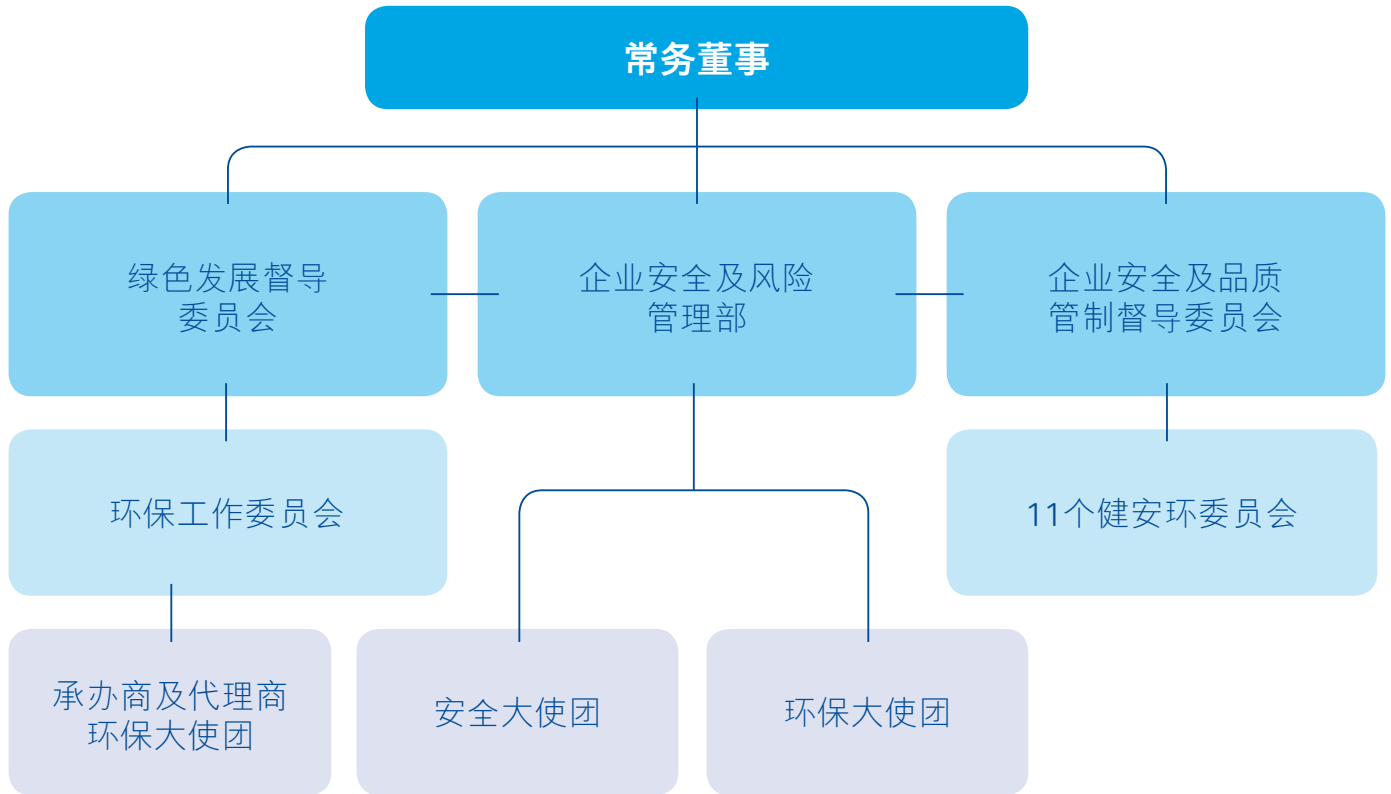 常务董事
绿色发展督导
委员会
企业安全及风险
管理部
企业安全及品质
管制督导委员会
环保工作委员会
11个健安环委员会
承办商及代理商
环保大使团
安全大使团
环保大使团